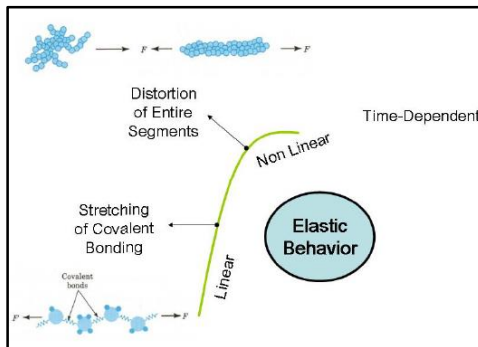 F F F
Distortion
of Entire
Segments
Time-Dependent
Non Linear
Stretching
of Covalent
Bonding
Elastic
Behavior
Linear
Covalent
bonds
F F